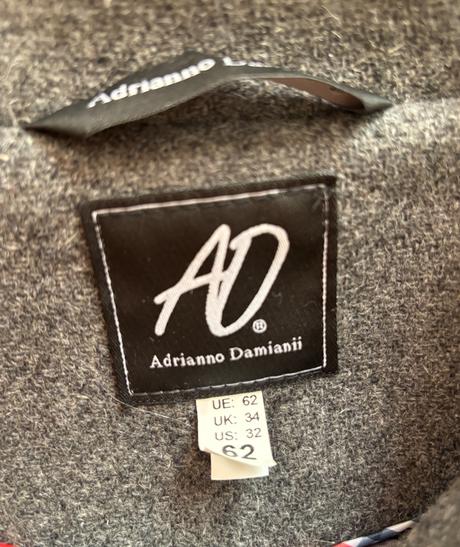 Adrianno
AD®
Adrianno Damianii
UE: 62
UK: 34
US: 32
62